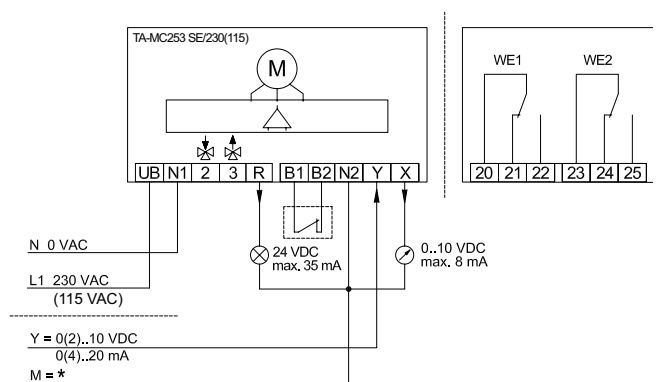 TA-MC253 SE/230(115)
M
WE1 WE2
UB N1 2 3 R B1 B2 N2 Y X
20 21 22 23 24 25
24 VDC
max. 35 mA
0..10 VDC
max. 8 mA
N 0 VAC
L1 230 VAC
(115 VAC)
Y = 0(2)..10 VDC
0(4)..20 mA
M = *